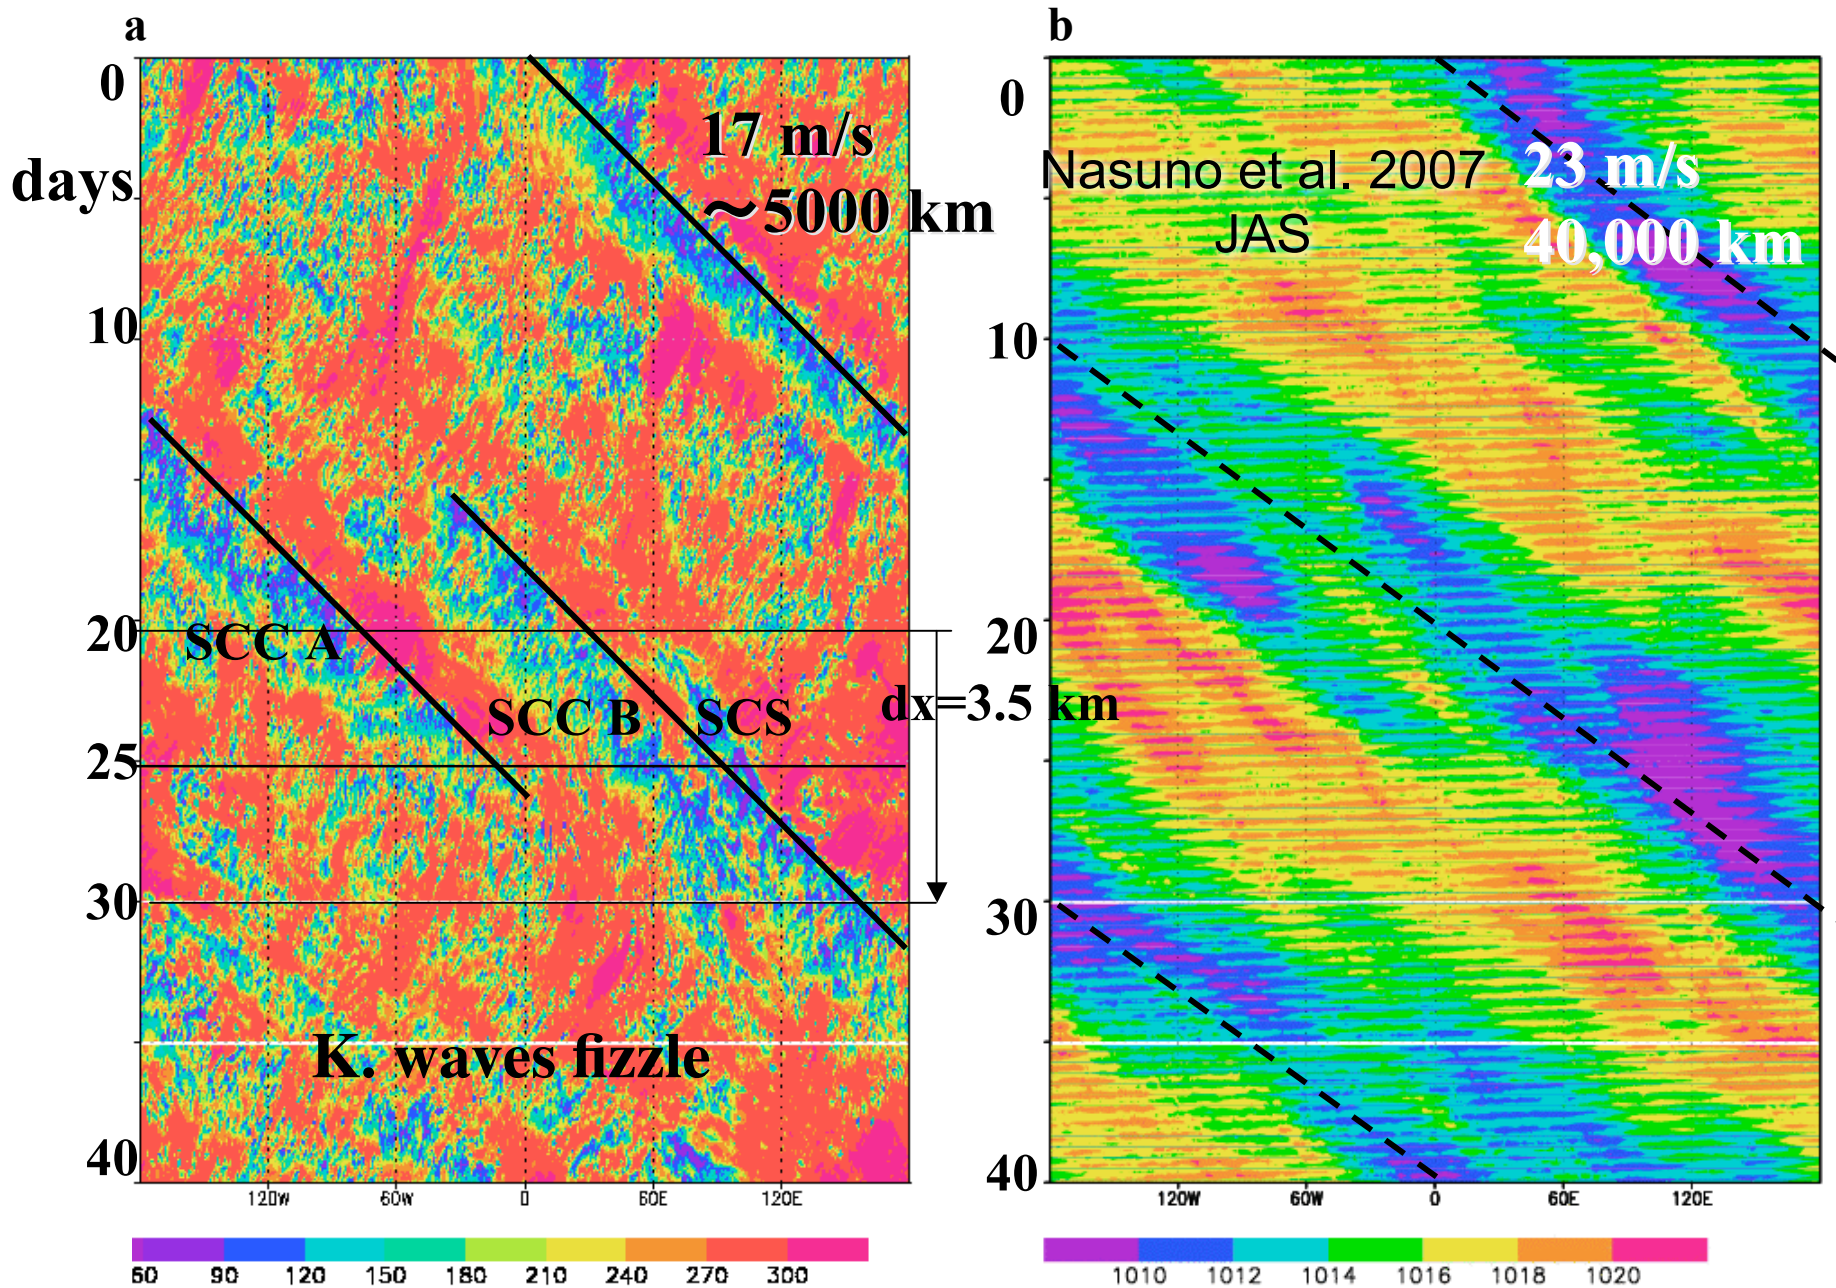 a
0
days
10
20
25
30
40
17 m/s
~5000 km
SCC A
SCC B
SCS
dx=3.5 km
K. waves fizzle
120W 60W 0 60E 120E
60 90 120 150 180 210 240 270 300
b
0
10
20
30
40
Nasuno et al. 2007
JAS
23 m/s
40,000 km
120W 60W 0 60E 120E
1010 1012 1014 1016 1018 1020